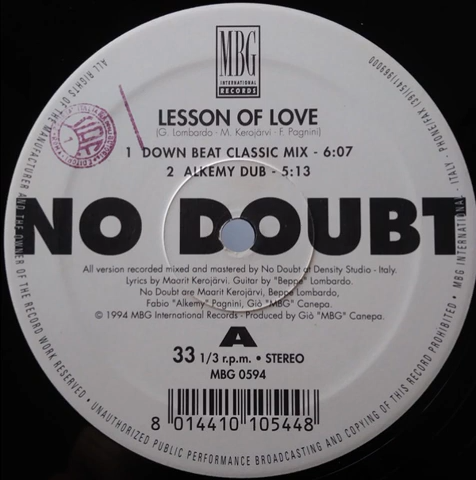 MBG
INTERNATIONAL
RECORDS
LESSON OF LOVE
(G. Lombardo - M. Kerojärvi - F. Pagnini)
1 DOWN BEAT CLASSIC MIX - 6:07
2 ALKEMY DUB - 5:13
NO DOUBT
All version recorded mixed and mastered by No Doubt at Density Studio - Italy.
Lyrics by Maarit Kerojärvi. Guitar by "Beppe" Lombardo.
No Doubt are Maarit Kerojärvi, Beppe Lombardo,
Fabio "Alkemy" Pagnini, Giò "MBG" Canepa.
© 1994 MBG International Records - Produced by Giò "MBG" Canepa.
A
33 1/3 r.p.m. • STEREO
MBG 0594
8 014410 105448
ALL RIGHTS OF THE MANUFACTURER AND THE OWNER OF THE RECORD WORK RESERVED • UNAUTHORIZED PUBLIC PERFORMANCE BROADCASTING AND COPYING OF THIS RECORD PROHIBITED • MBG INTERNATIONAL - ITALY - PHONE/FAX